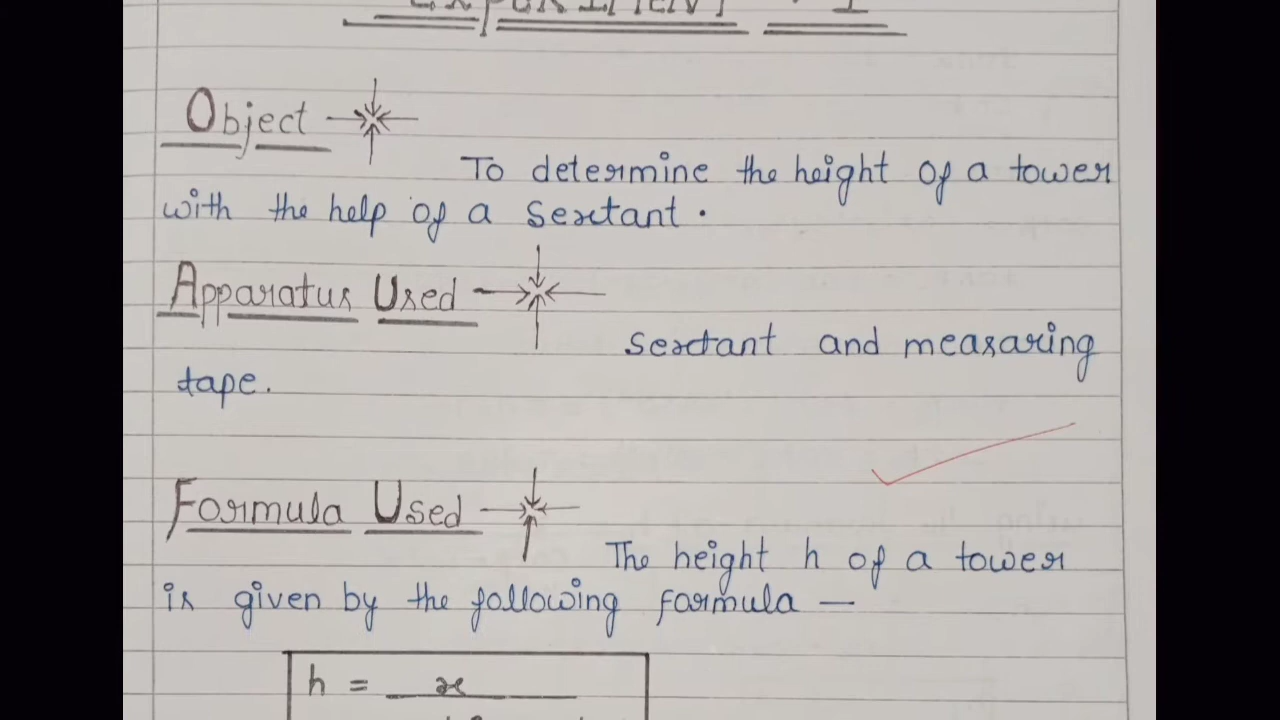 Object
To determine the height of a tower
with the help of a Sextant.
Apparatus Used
Sextant and measaring
tape.
Formula Used
The height h of a tower
is given by the following formula —
h = x